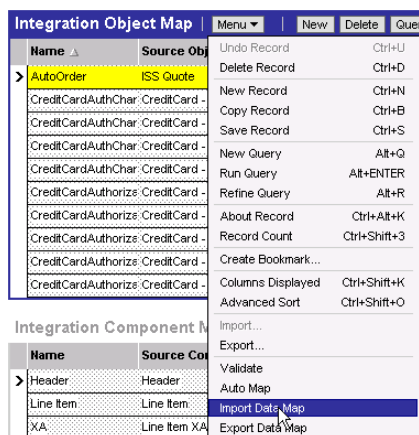 Integration Object Map | Menu ▾ | New Delete Que
Name △ Source Obj
AutoOrder ISS Quote
CreditCardAuthChar CreditCard -
CreditCardAuthChar CreditCard -
CreditCardAuthChar CreditCard -
CreditCardAuthChar CreditCard -
CreditCardAuthoriza CreditCard -
CreditCardAuthoriza CreditCard -
CreditCardAuthoriza CreditCard -
CreditCardAuthoriza CreditCard -
CreditCardAuthoriza CreditCard -
Undo Record Ctrl+U
Delete Record Ctrl+D
New Record Ctrl+N
Copy Record Ctrl+B
Save Record Ctrl+S
New Query Alt+Q
Run Query Alt+ENTER
Refine Query Alt+R
About Record Ctrl+Alt+K
Record Count Ctrl+Shift+3
Create Bookmark...
Columns Displayed Ctrl+Shift+K
Advanced Sort Ctrl+Shift+O
Import...
Export...
Validate
Auto Map
Import Data Map
Export Data Map
Integration Component M
Name Source Co
Header Header
Line Item Line Item
XA Line Item XA